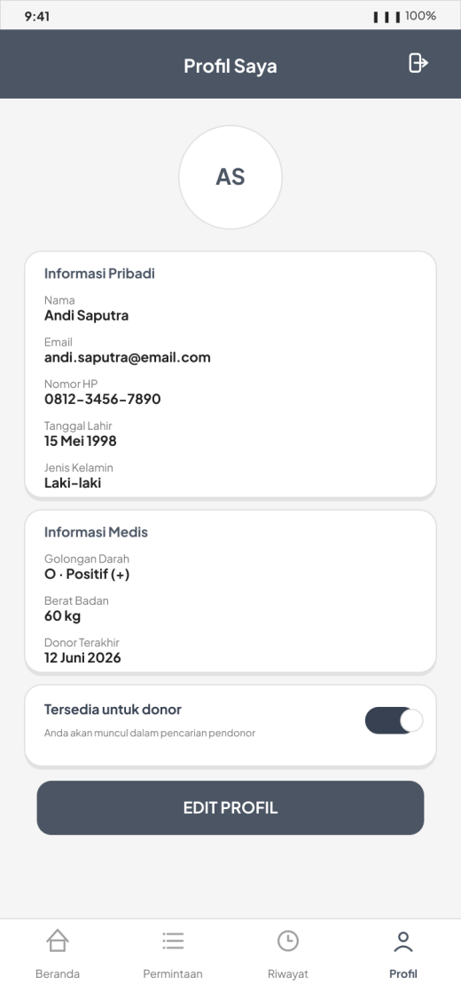 9:41
100%
Profil Saya
AS
Informasi Pribadi
Nama
Andi Saputra
Email
andi.saputra@email.com
Nomor HP
0812-3456-7890
Tanggal Lahir
15 Mei 1998
Jenis Kelamin
Laki-laki
Informasi Medis
Golongan Darah
O · Positif (+)
Berat Badan
60 kg
Donor Terakhir
12 Juni 2026
Tersedia untuk donor
Anda akan muncul dalam pencarian pendonor
EDIT PROFIL
Beranda
Permintaan
Riwayat
Profil